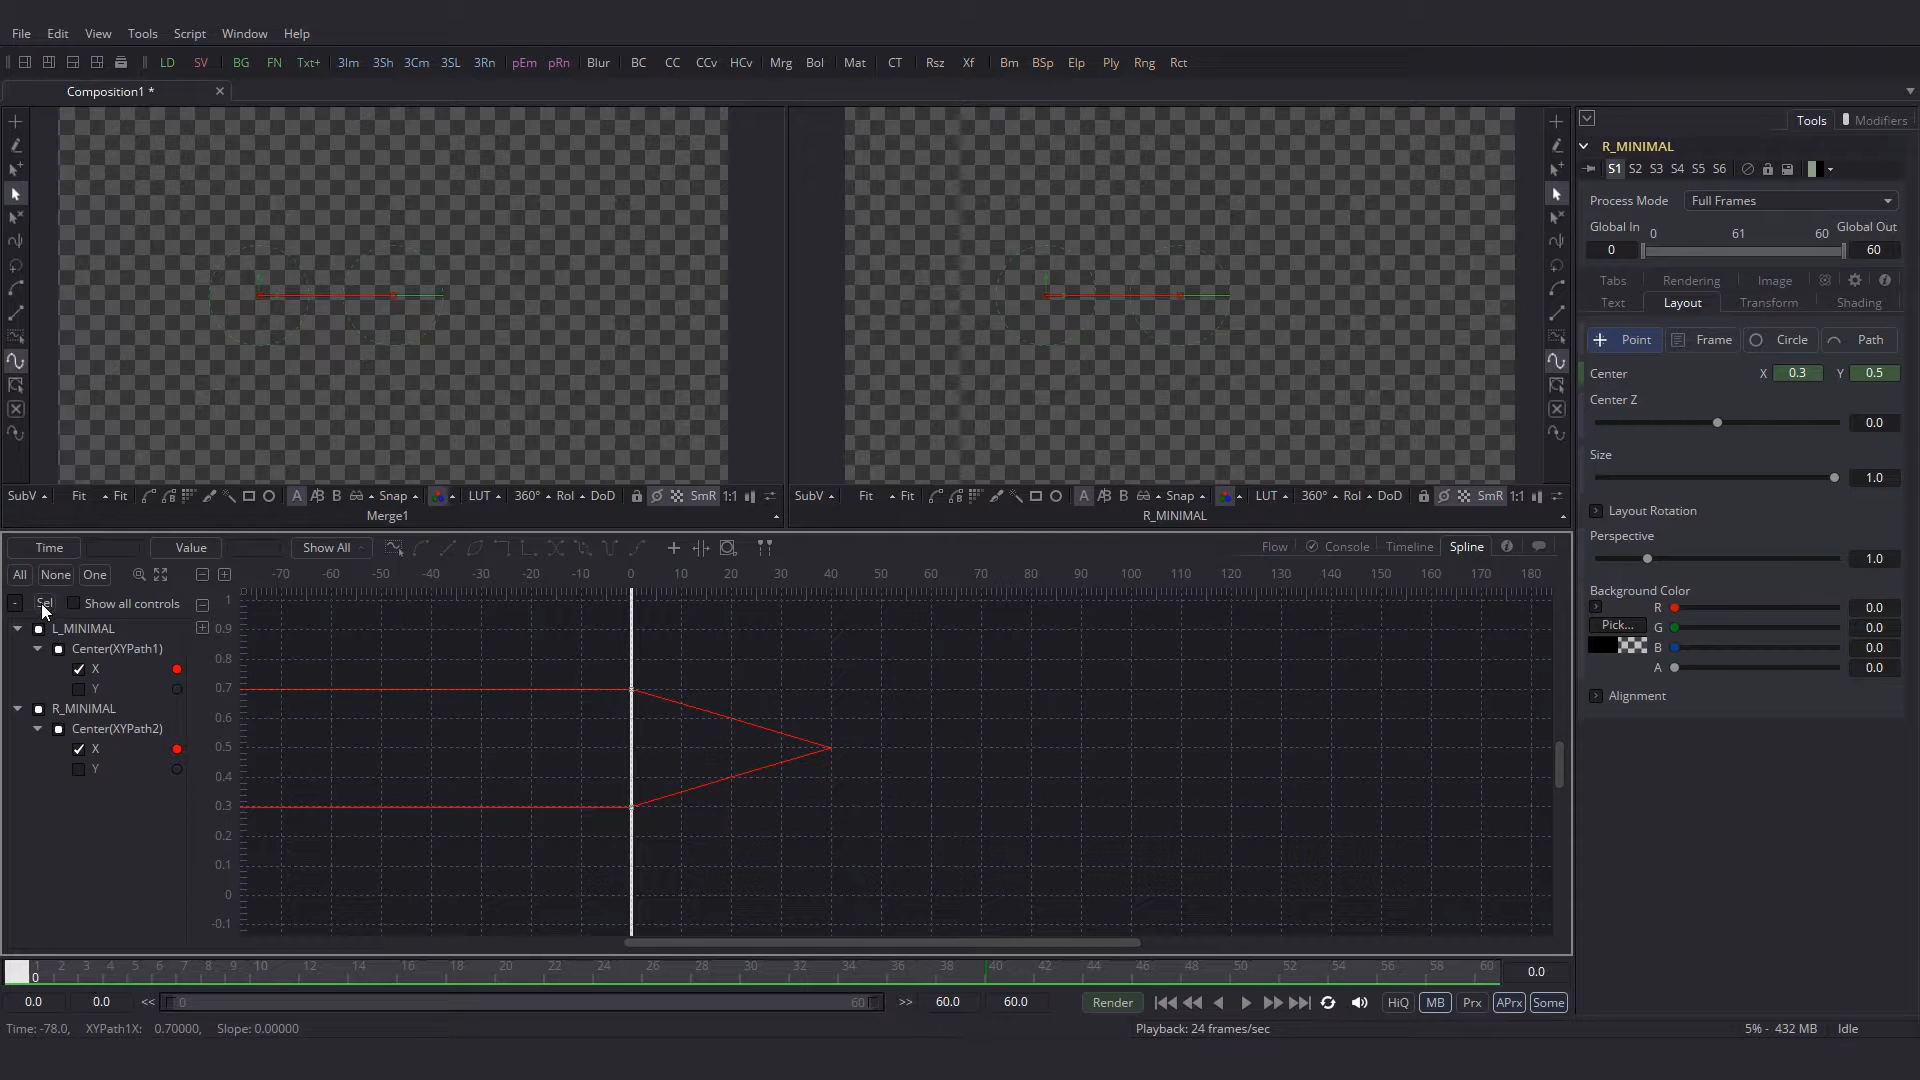 File Edit View Tools Script Window Help
LD SV BG FN Txt+ 3Im 3Sh 3Cm 3SL 3Rn pEm pRn Blur BC CC CCv HCv Mrg Bol Mat CT Rsz Xf Bm BSp Elp Ply Rng Rct
Composition1 *
Tools Modifiers
R_MINIMAL
S1 S2 S3 S4 S5 S6
Process Mode Full Frames
Global In 0 61 60 Global Out
0 60
Tabs Rendering Image
Text Layout Transform Shading
Point Frame Circle Path
Center X 0.3 Y 0.5
Center Z
0.0
Size
1.0
Layout Rotation
Perspective
1.0
Background Color
R 0.0
Pick... G 0.0
B 0.0
A 0.0
Alignment
SubV Fit Fit A B Snap LUT 360° RoI DoD SmR 1:1
Merge1
SubV Fit Fit A B Snap LUT 360° RoI DoD SmR 1:1
R_MINIMAL
Time Value Show All Flow Console Timeline Spline
All None One -70 -60 -50 -40 -30 -20 -10 0 10 20 30 40 50 60 70 80 90 100 110 120 130 140 150 160 170 180
- Sel Show all controls
L_MINIMAL
Center(XYPath1)
X
Y
R_MINIMAL
Center(XYPath2)
X
Y
1
0.9
0.8
0.7
0.6
0.5
0.4
0.3
0.2
0.1
0
-0.1
1 2 3 4 5 6 7 8 9 10 12 14 16 18 20 22 24 26 28 30 32 34 36 38 40 42 44 46 48 50 52 54 56 58 60
0 0.0
0.0 0.0 << 0 60 >> 60.0 60.0 Render HiQ MB Prx APrx Some
Time: -78.0, XYPath1X: 0.70000, Slope: 0.00000 Playback: 24 frames/sec 5% - 432 MB Idle